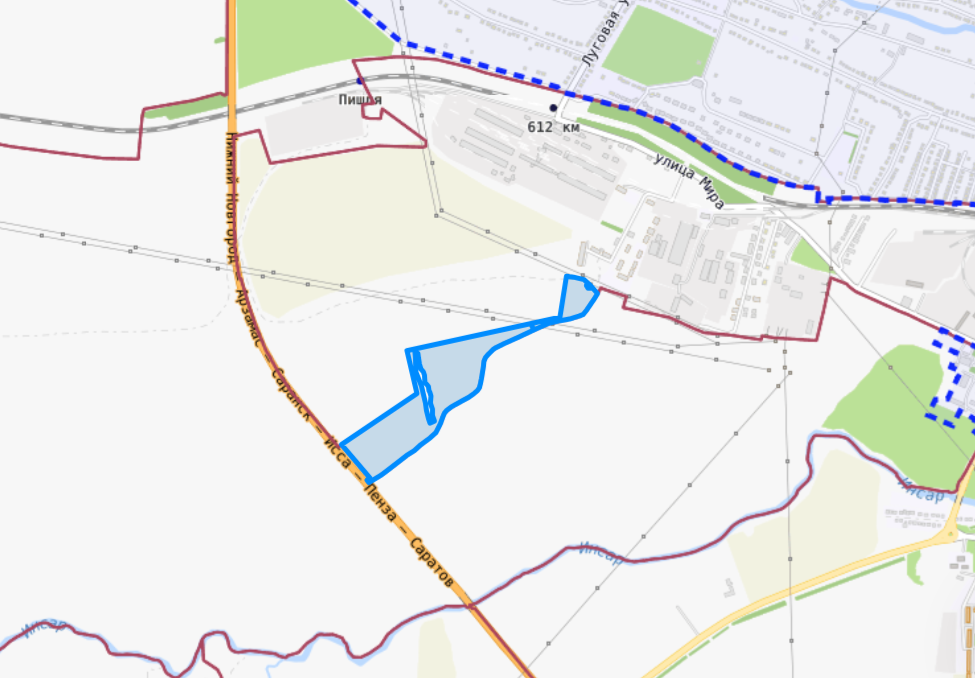 Луговая у
Пишля
612 км
улица Мира
Нижний Новгород – Арзамас – Саранск – Исса – Пенза – Саратов
Инсар
Инсар
Инсар